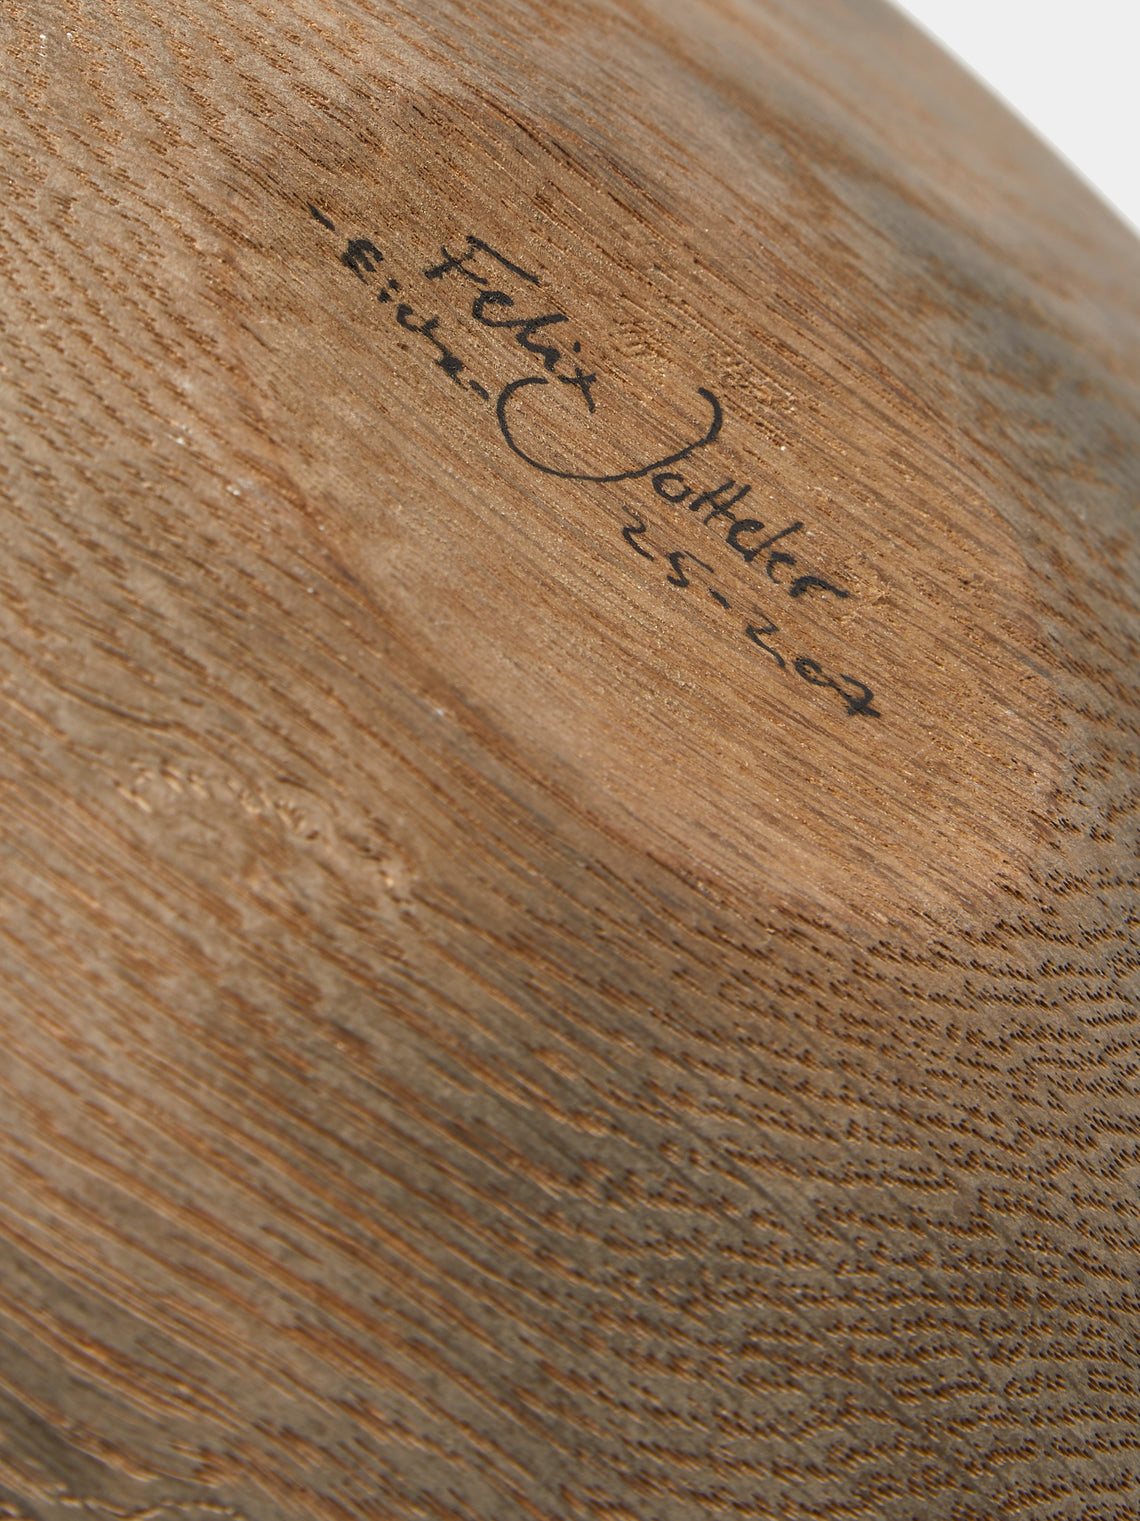 Felix
- Eiche -
Jotteler
25-207